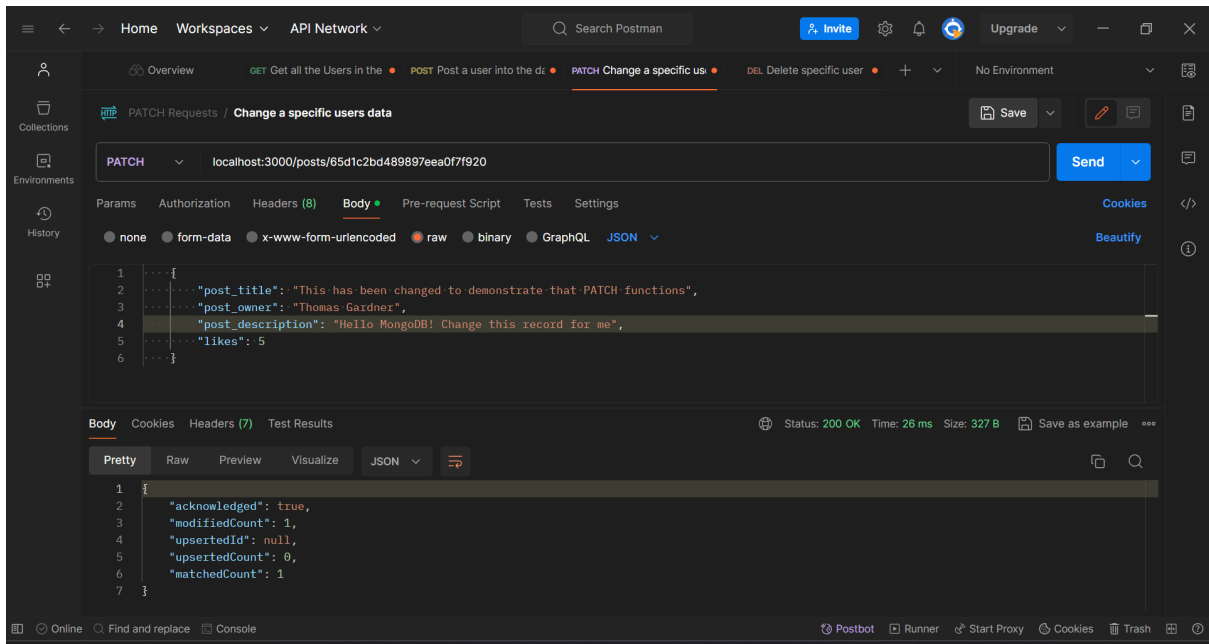 Home Workspaces API Network Search Postman Invite Upgrade
Overview GET Get all the Users in the POST Post a user into the da PATCH Change a specific use DEL Delete specific user No Environment
HTTP PATCH Requests / Change a specific users data Save
Collections
PATCH localhost:3000/posts/65d1c2bd489897eea0f7f920 Send
Environments
Params Authorization Headers (8) Body Pre-request Script Tests Settings Cookies
History
none form-data x-www-form-urlencoded raw binary GraphQL JSON Beautify
1 {
2 "post_title": "This has been changed to demonstrate that PATCH functions",
3 "post_owner": "Thomas Gardner",
4 "post_description": "Hello MongoDB! Change this record for me",
5 "likes": 5
6 }
Body Cookies Headers (7) Test Results Status: 200 OK Time: 26 ms Size: 327 B Save as example
Pretty Raw Preview Visualize JSON
1 {
2 "acknowledged": true,
3 "modifiedCount": 1,
4 "upsertedId": null,
5 "upsertedCount": 0,
6 "matchedCount": 1
7 }
Online Find and replace Console Postbot Runner Start Proxy Cookies Trash